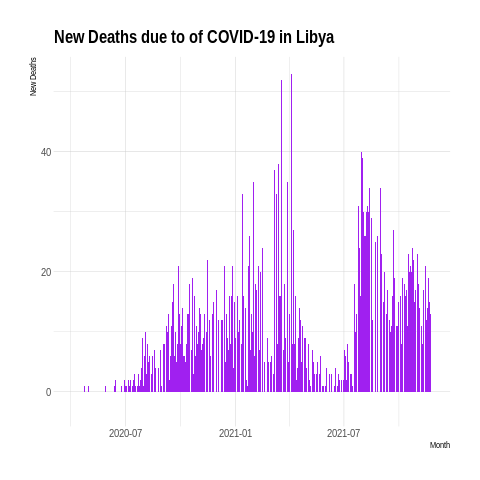 New Deaths due to of COVID-19 in Libya
New Deaths
40
20
0
2020-07
2021-01
2021-07
Month